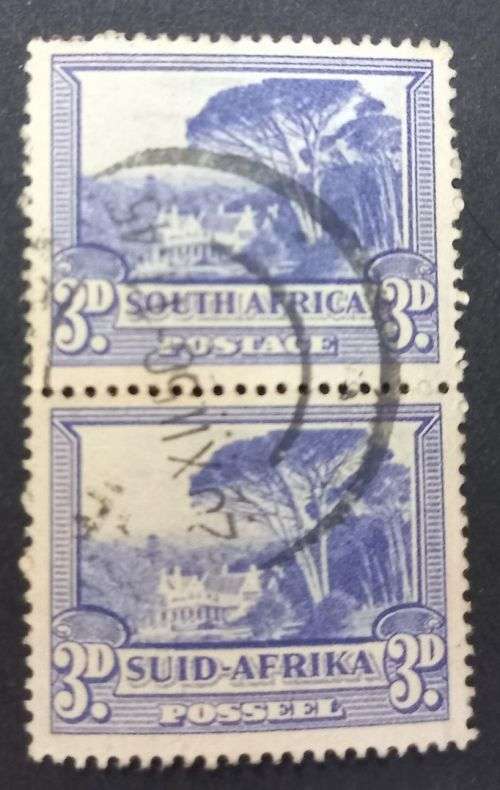 3D. SOUTH AFRICA 3D.
POSTAGE
3D. SUID-AFRIKA 3D.
POSSEEL